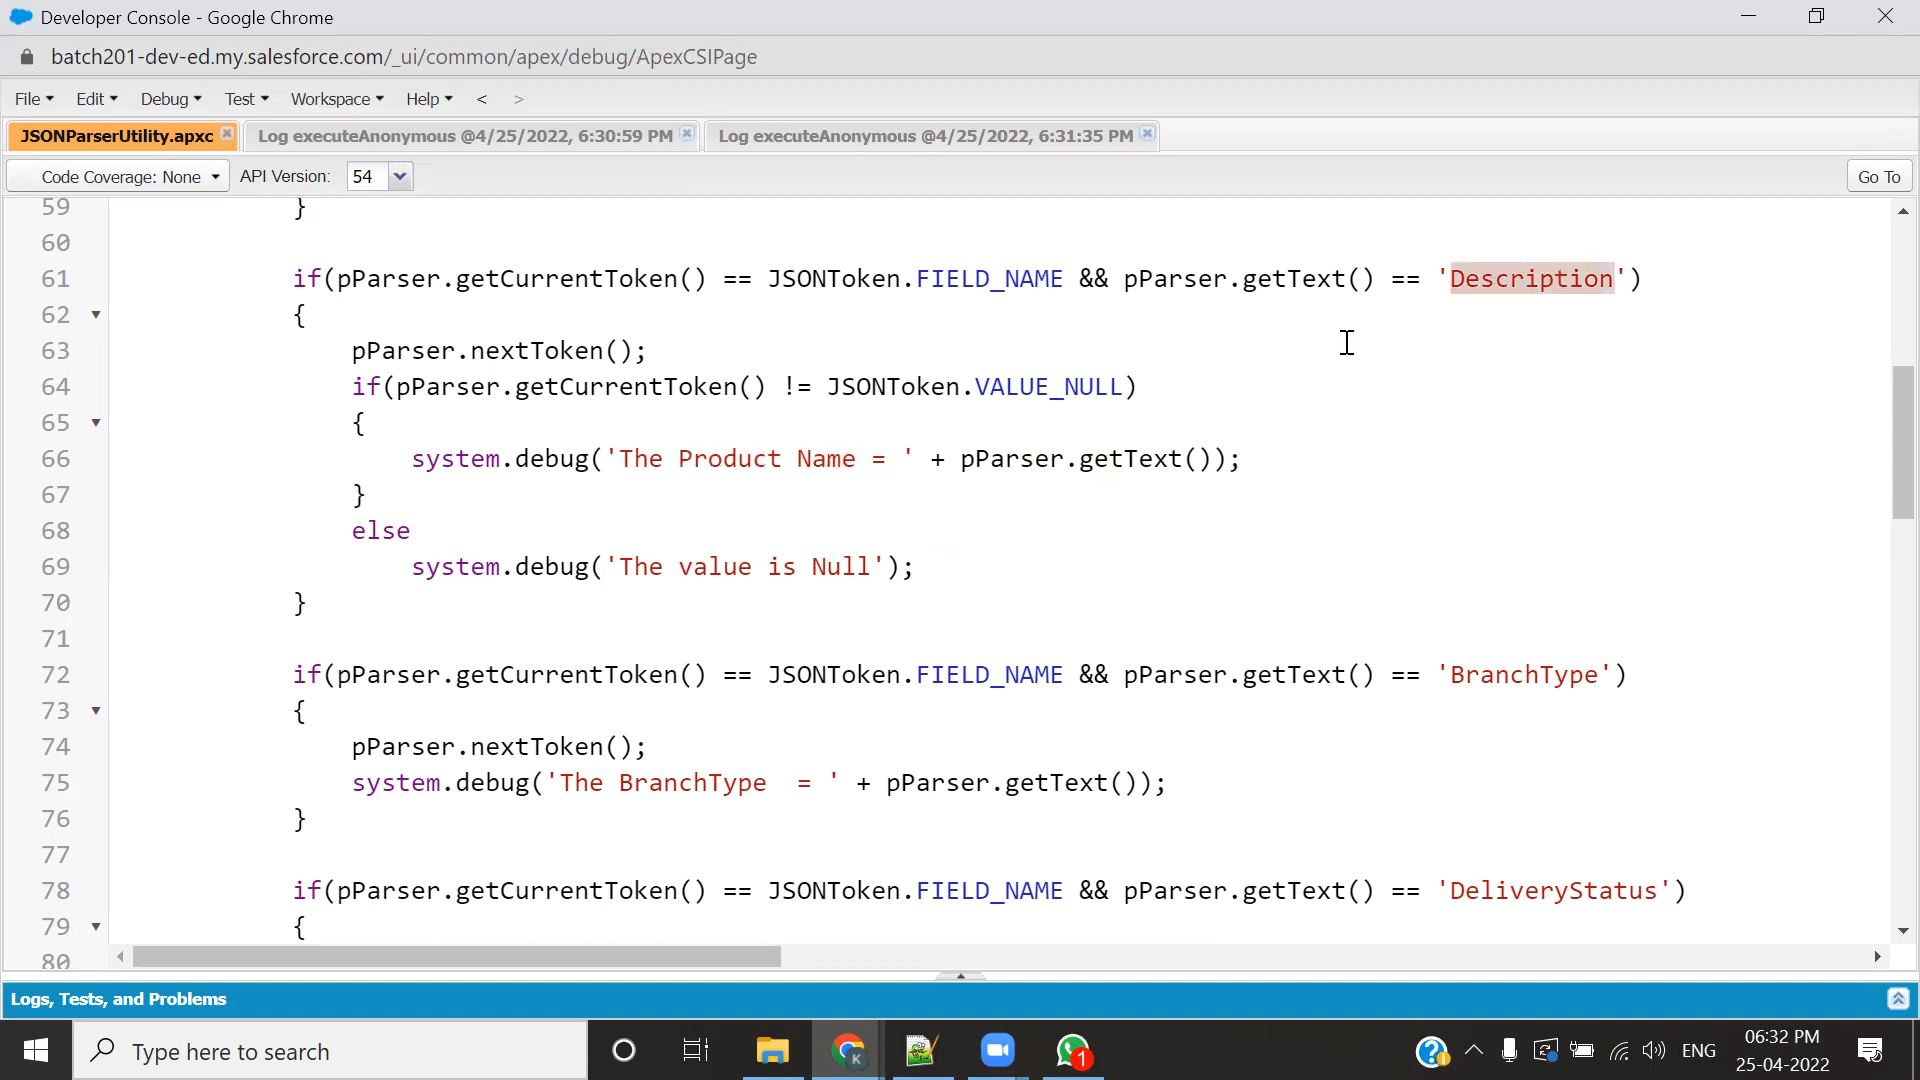 Developer Console - Google Chrome
batch201-dev-ed.my.salesforce.com/_ui/common/apex/debug/ApexCSIPage
File Edit Debug Test Workspace Help < >
JSONParserUtility.apxc Log executeAnonymous @4/25/2022, 6:30:59 PM Log executeAnonymous @4/25/2022, 6:31:35 PM
Code Coverage: None API Version: 54 Go To
59 }
60
61 if(pParser.getCurrentToken() == JSONToken.FIELD_NAME && pParser.getText() == 'Description')
62 {
63 pParser.nextToken();
64 if(pParser.getCurrentToken() != JSONToken.VALUE_NULL)
65 {
66 system.debug('The Product Name = ' + pParser.getText());
67 }
68 else
69 system.debug('The value is Null');
70 }
71
72 if(pParser.getCurrentToken() == JSONToken.FIELD_NAME && pParser.getText() == 'BranchType')
73 {
74 pParser.nextToken();
75 system.debug('The BranchType  = ' + pParser.getText());
76 }
77
78 if(pParser.getCurrentToken() == JSONToken.FIELD_NAME && pParser.getText() == 'DeliveryStatus')
79 {
80
Logs, Tests, and Problems
Type here to search
K
1
ENG
06:32 PM
25-04-2022